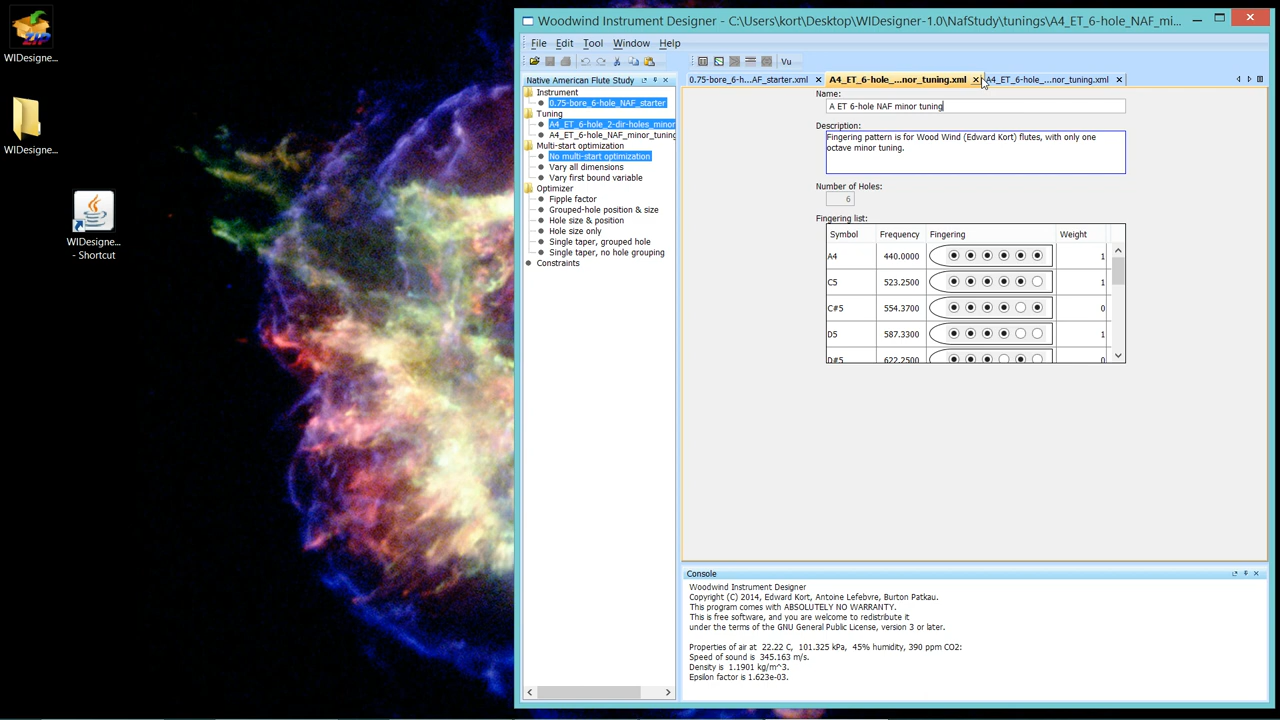 ZIP
WIDesigne...
WIDesigne...
WIDesigne...
- Shortcut
Woodwind Instrument Designer - C:\Users\kort\Desktop\WIDesigner-1.0\NafStudy\tunings\A4_ET_6-hole_NAF_mi...
File Edit Tool Window Help
Vu
Native American Flute Study
Instrument
0.75-bore_6-hole_NAF_starter
Tuning
A4_ET_6-hole_2-dir-holes_minor
A4_ET_6-hole_NAF_minor_tuning
Multi-start optimization
No multi-start optimization
Vary all dimensions
Vary first bound variable
Optimizer
Fipple factor
Grouped-hole position & size
Hole size & position
Hole size only
Single taper, grouped hole
Single taper, no hole grouping
Constraints
0.75-bore_6-h...AF_starter.xml A4_ET_6-hole_...nor_tuning.xml A4_ET_6-hole_...nor_tuning.xml
Name:
A ET 6-hole NAF minor tuning
Description:
Fingering pattern is for Wood Wind (Edward Kort) flutes, with only one
octave minor tuning.
Number of Holes:
6
Fingering list:
Symbol Frequency Fingering Weight
A4 440.0000 1
C5 523.2500 1
C#5 554.3700 0
D5 587.3300 1
D#5 622.2500 0
Console
Woodwind Instrument Designer
Copyright (C) 2014, Edward Kort, Antoine Lefebvre, Burton Patkau.
This program comes with ABSOLUTELY NO WARRANTY.
This is free software, and you are welcome to redistribute it
under the terms of the GNU General Public License, version 3 or later.
Properties of air at 22.22 C, 101.325 kPa, 45% humidity, 390 ppm CO2:
Speed of sound is 345.163 m/s.
Density is 1.1901 kg/m^3.
Epsilon factor is 1.623e-03.